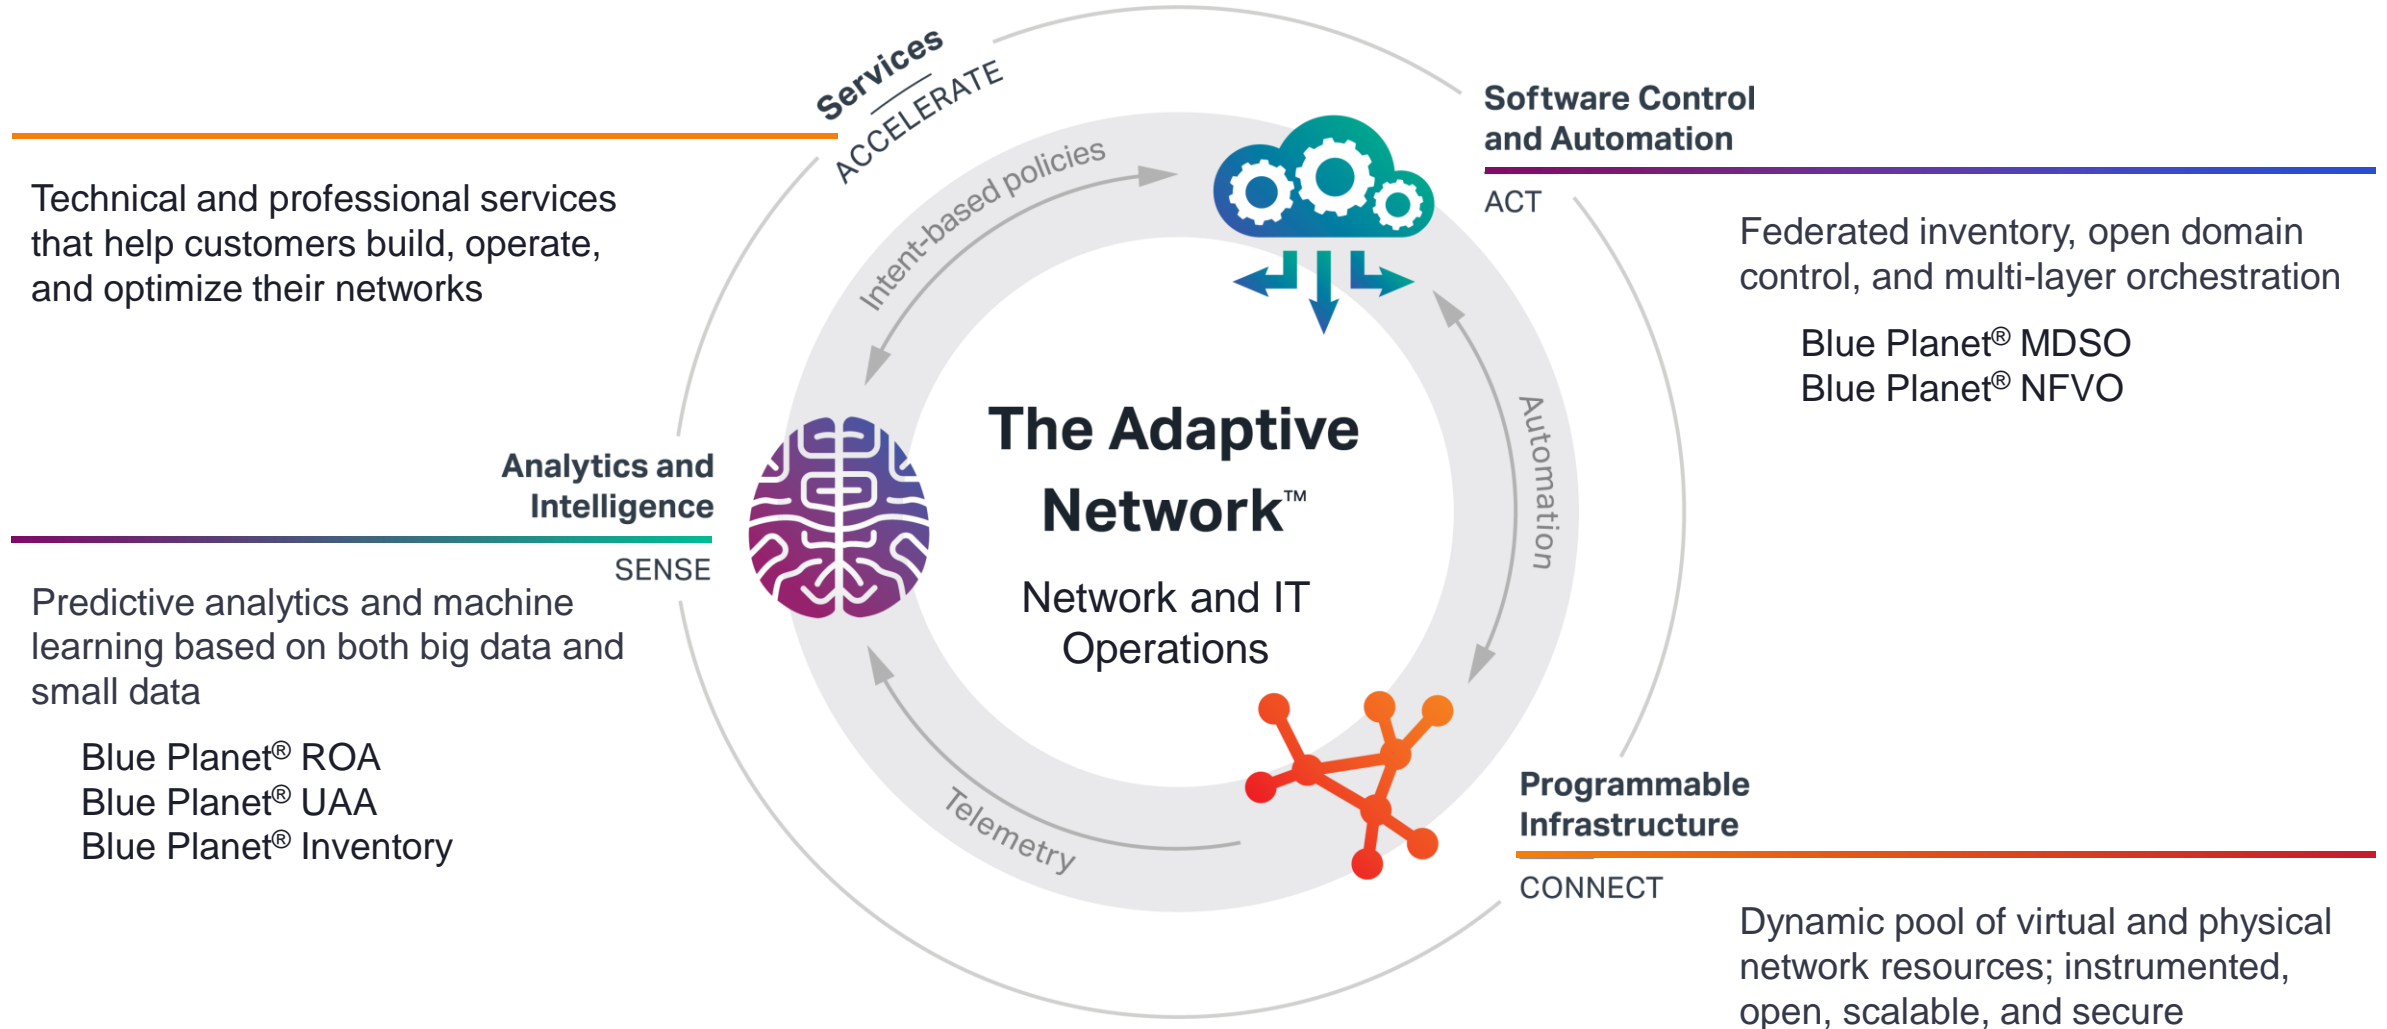 Services
ACCELERATE
Technical and professional services
that help customers build, operate,
and optimize their networks
Software Control
and Automation
ACT
Federated inventory, open domain
control, and multi-layer orchestration
Blue Planet® MDSO
Blue Planet® NFVO
Intent-based policies
Automation
Telemetry
The Adaptive
Network™
Network and IT
Operations
Analytics and
Intelligence
SENSE
Predictive analytics and machine
learning based on both big data and
small data
Blue Planet® ROA
Blue Planet® UAA
Blue Planet® Inventory
Programmable
Infrastructure
CONNECT
Dynamic pool of virtual and physical
network resources; instrumented,
open, scalable, and secure